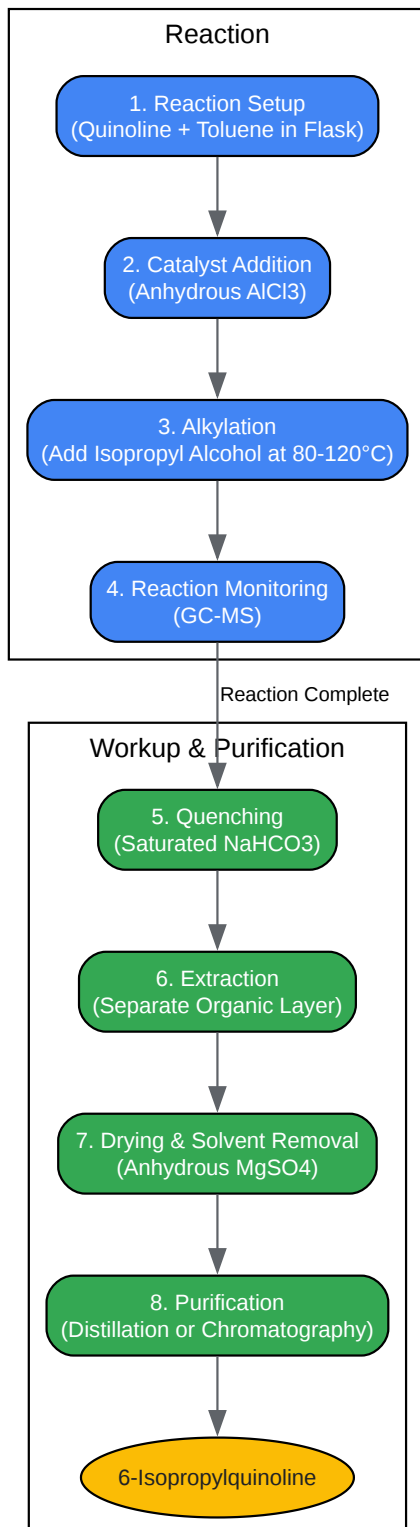 Reaction
1. Reaction Setup
(Quinoline + Toluene in Flask)
2. Catalyst Addition
(Anhydrous AlCl3)
3. Alkylation
(Add Isopropyl Alcohol at 80-120°C)
4. Reaction Monitoring
(GC-MS)
Reaction Complete
Workup & Purification
5. Quenching
(Saturated NaHCO3)
6. Extraction
(Separate Organic Layer)
7. Drying & Solvent Removal
(Anhydrous MgSO4)
8. Purification
(Distillation or Chromatography)
6-Isopropylquinoline